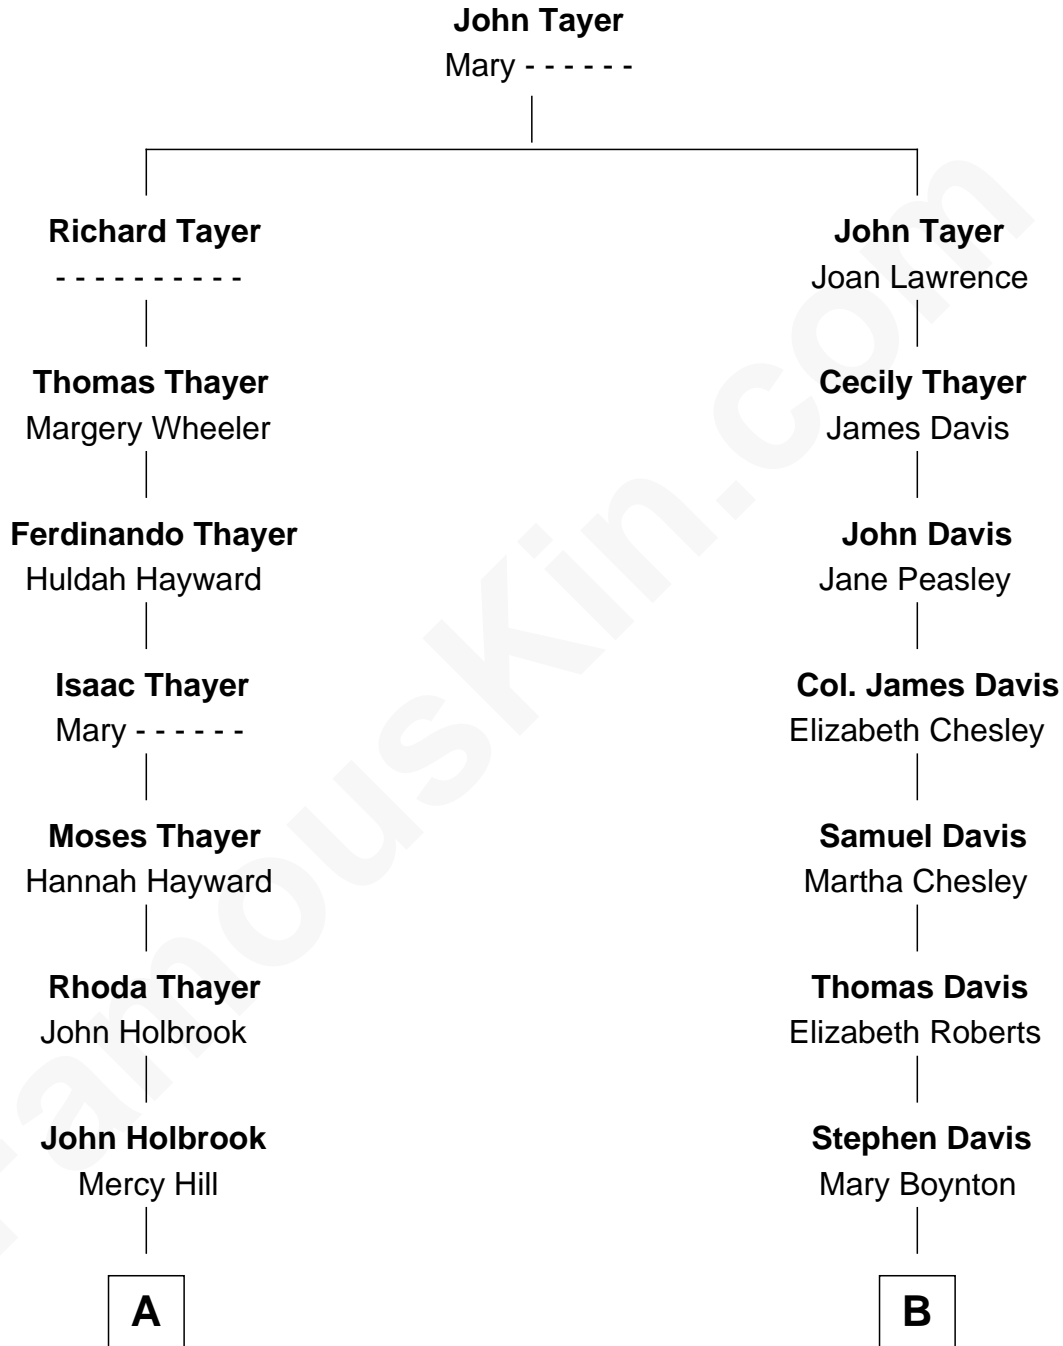 John Tayer
Mary - - - - - -
Richard Tayer
- - - - - - - - - -
John Tayer
Joan Lawrence
Thomas Thayer
Margery Wheeler
Cecily Thayer
James Davis
Ferdinando Thayer
Huldah Hayward
John Davis
Jane Peasley
Isaac Thayer
Mary - - - - - -
Col. James Davis
Elizabeth Chesley
Moses Thayer
Hannah Hayward
Samuel Davis
Martha Chesley
Rhoda Thayer
John Holbrook
Thomas Davis
Elizabeth Roberts
John Holbrook
Mercy Hill
Stephen Davis
Mary Boynton
A
B
FamousKin.com